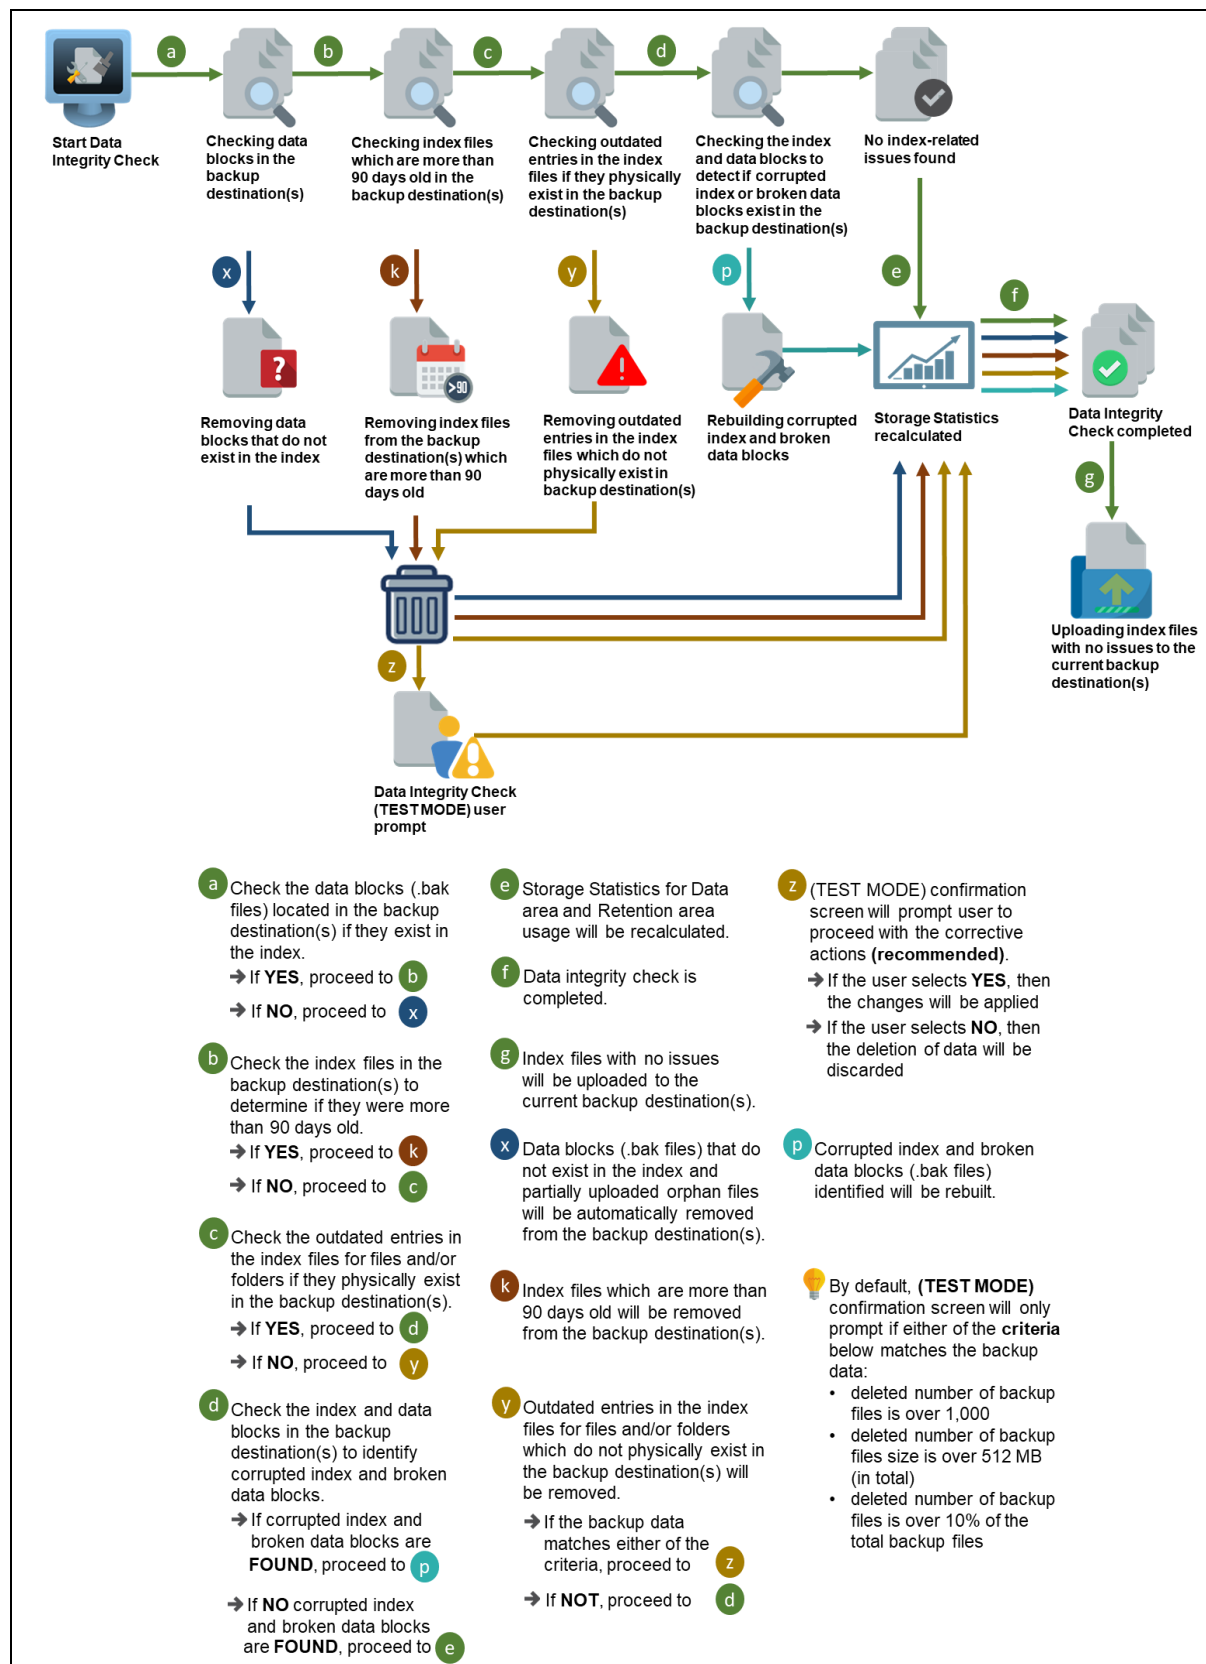 a
b
c
d
Start Data
Integrity Check
Checking data
blocks in the
backup
destination(s)
Checking index files
which are more than
90 days old in the
backup destination(s)
Checking outdated
entries in the index
files if they physically
exist in the backup
destination(s)
Checking the index
and data blocks to
detect if corrupted
index or broken data
blocks exist in the
backup destination(s)
No index-related
issues found
x
k
y
p
e
f
?
>90
!
Removing data
blocks that do not
exist in the index
Removing index files
from the backup
destination(s) which
are more than 90
days old
Removing outdated
entries in the index
files which do not
physically exist in
backup destination(s)
Rebuilding corrupted
index and broken
data blocks
Storage Statistics
recalculated
Data Integrity
Check completed
g
Uploading index files
with no issues to the
current backup
destination(s)
z
Data Integrity Check
(TEST MODE) user
prompt
a
Check the data blocks (.bak
files) located in the backup
destination(s) if they exist
in the index.
If YES, proceed to b
If NO, proceed to x
b
Check the index files in the
backup destination(s) to
determine if they were more
than 90 days old.
If YES, proceed to k
If NO, proceed to c
c
Check the outdated entries in
the index files for files and/or
folders if they physically exist
in the backup destination(s).
If YES, proceed to d
If NO, proceed to y
d
Check the index and data
blocks in the backup
destination(s) to identify
corrupted index and broken
data blocks.
If corrupted index and
broken data blocks are
FOUND, proceed to p
If NO corrupted index
and broken data blocks
are FOUND, proceed to e
e
Storage Statistics for Data
area and Retention area
usage will be recalculated.
f
Data integrity check is
completed.
g
Index files with no issues
will be uploaded to the
current backup destination(s).
x
Data blocks (.bak files) that do
not exist in the index and
partially uploaded orphan files
will be automatically removed
from the backup destination(s).
k
Index files which are more than
90 days old will be removed
from the backup destination(s).
y
Outdated entries in the index
files for files and/or folders
which do not physically exist in
the backup destination(s) will
be removed.
If the backup data
matches either of the
criteria, proceed to z
If NOT, proceed to d
z
(TEST MODE) confirmation
screen will prompt user to
proceed with the corrective
actions (recommended).
If the user selects YES, then
the changes will be applied
If the user selects NO, then
the deletion of data will be
discarded
p
Corrupted index and broken
data blocks (.bak files)
identified will be rebuilt.
By default, (TEST MODE)
confirmation screen will only
prompt if either of the criteria
below matches the backup
data:
• deleted number of backup
files is over 1,000
• deleted number of backup
files size is over 512 MB
(in total)
• deleted number of backup
files is over 10% of the
total backup files